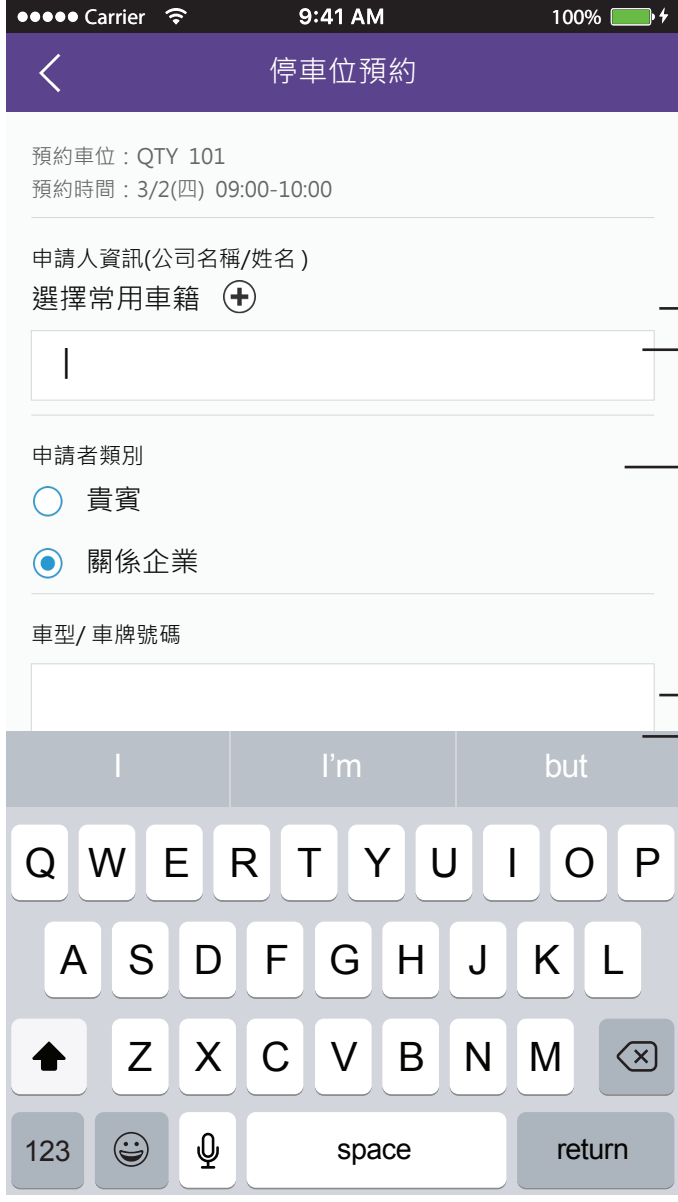 Carrier 9:41 AM 100%
停車位預約
預約車位：QTY 101
預約時間：3/2(四) 09:00-10:00
申請人資訊(公司名稱/姓名)
選擇常用車籍
申請者類別
貴賓
關係企業
車型/ 車牌號碼
I I'm but
Q W E R T Y U I O P
A S D F G H J K L
Z X C V B N M
123 space return